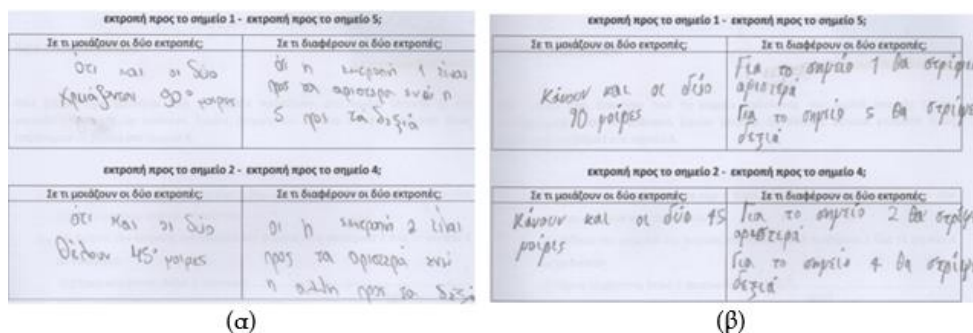 εκτροπή προς το σημείο 1 - εκτροπή προς το σημείο 5;
Σε τι μοιάζουν οι δύο εκτροπές;
Σε τι διαφέρουν οι δύο εκτροπές;
ότι και οι δύο
χρειάζονται 90° μοίρες
ότι η εκτροπή 1 είναι
προς τα αριστερά ενώ η
5 προς τα δεξιά
εκτροπή προς το σημείο 2 - εκτροπή προς το σημείο 4;
Σε τι μοιάζουν οι δύο εκτροπές;
Σε τι διαφέρουν οι δύο εκτροπές;
ότι και οι δύο
θέλουν 45° μοίρες
οι η εκτροπή 2 είναι
προς τα αριστερά ενώ
η άλλη προς τα δεξιά
(α)
εκτροπή προς το σημείο 1 - εκτροπή προς το σημείο 5;
Σε τι μοιάζουν οι δύο εκτροπές;
Σε τι διαφέρουν οι δύο εκτροπές;
Κάνουν και οι δύο
90 μοίρες
Για το σημείο 1 θα στρίψει
αριστερά
Για το σημείο 5 θα στρίψει
δεξιά
εκτροπή προς το σημείο 2 - εκτροπή προς το σημείο 4;
Σε τι μοιάζουν οι δύο εκτροπές;
Σε τι διαφέρουν οι δύο εκτροπές;
Κάνουν και οι δύο 45
μοίρες
Για το σημείο 2 θα στρίψει
αριστερά
Για το σημείο 4 θα στρίψει
δεξιά
(β)